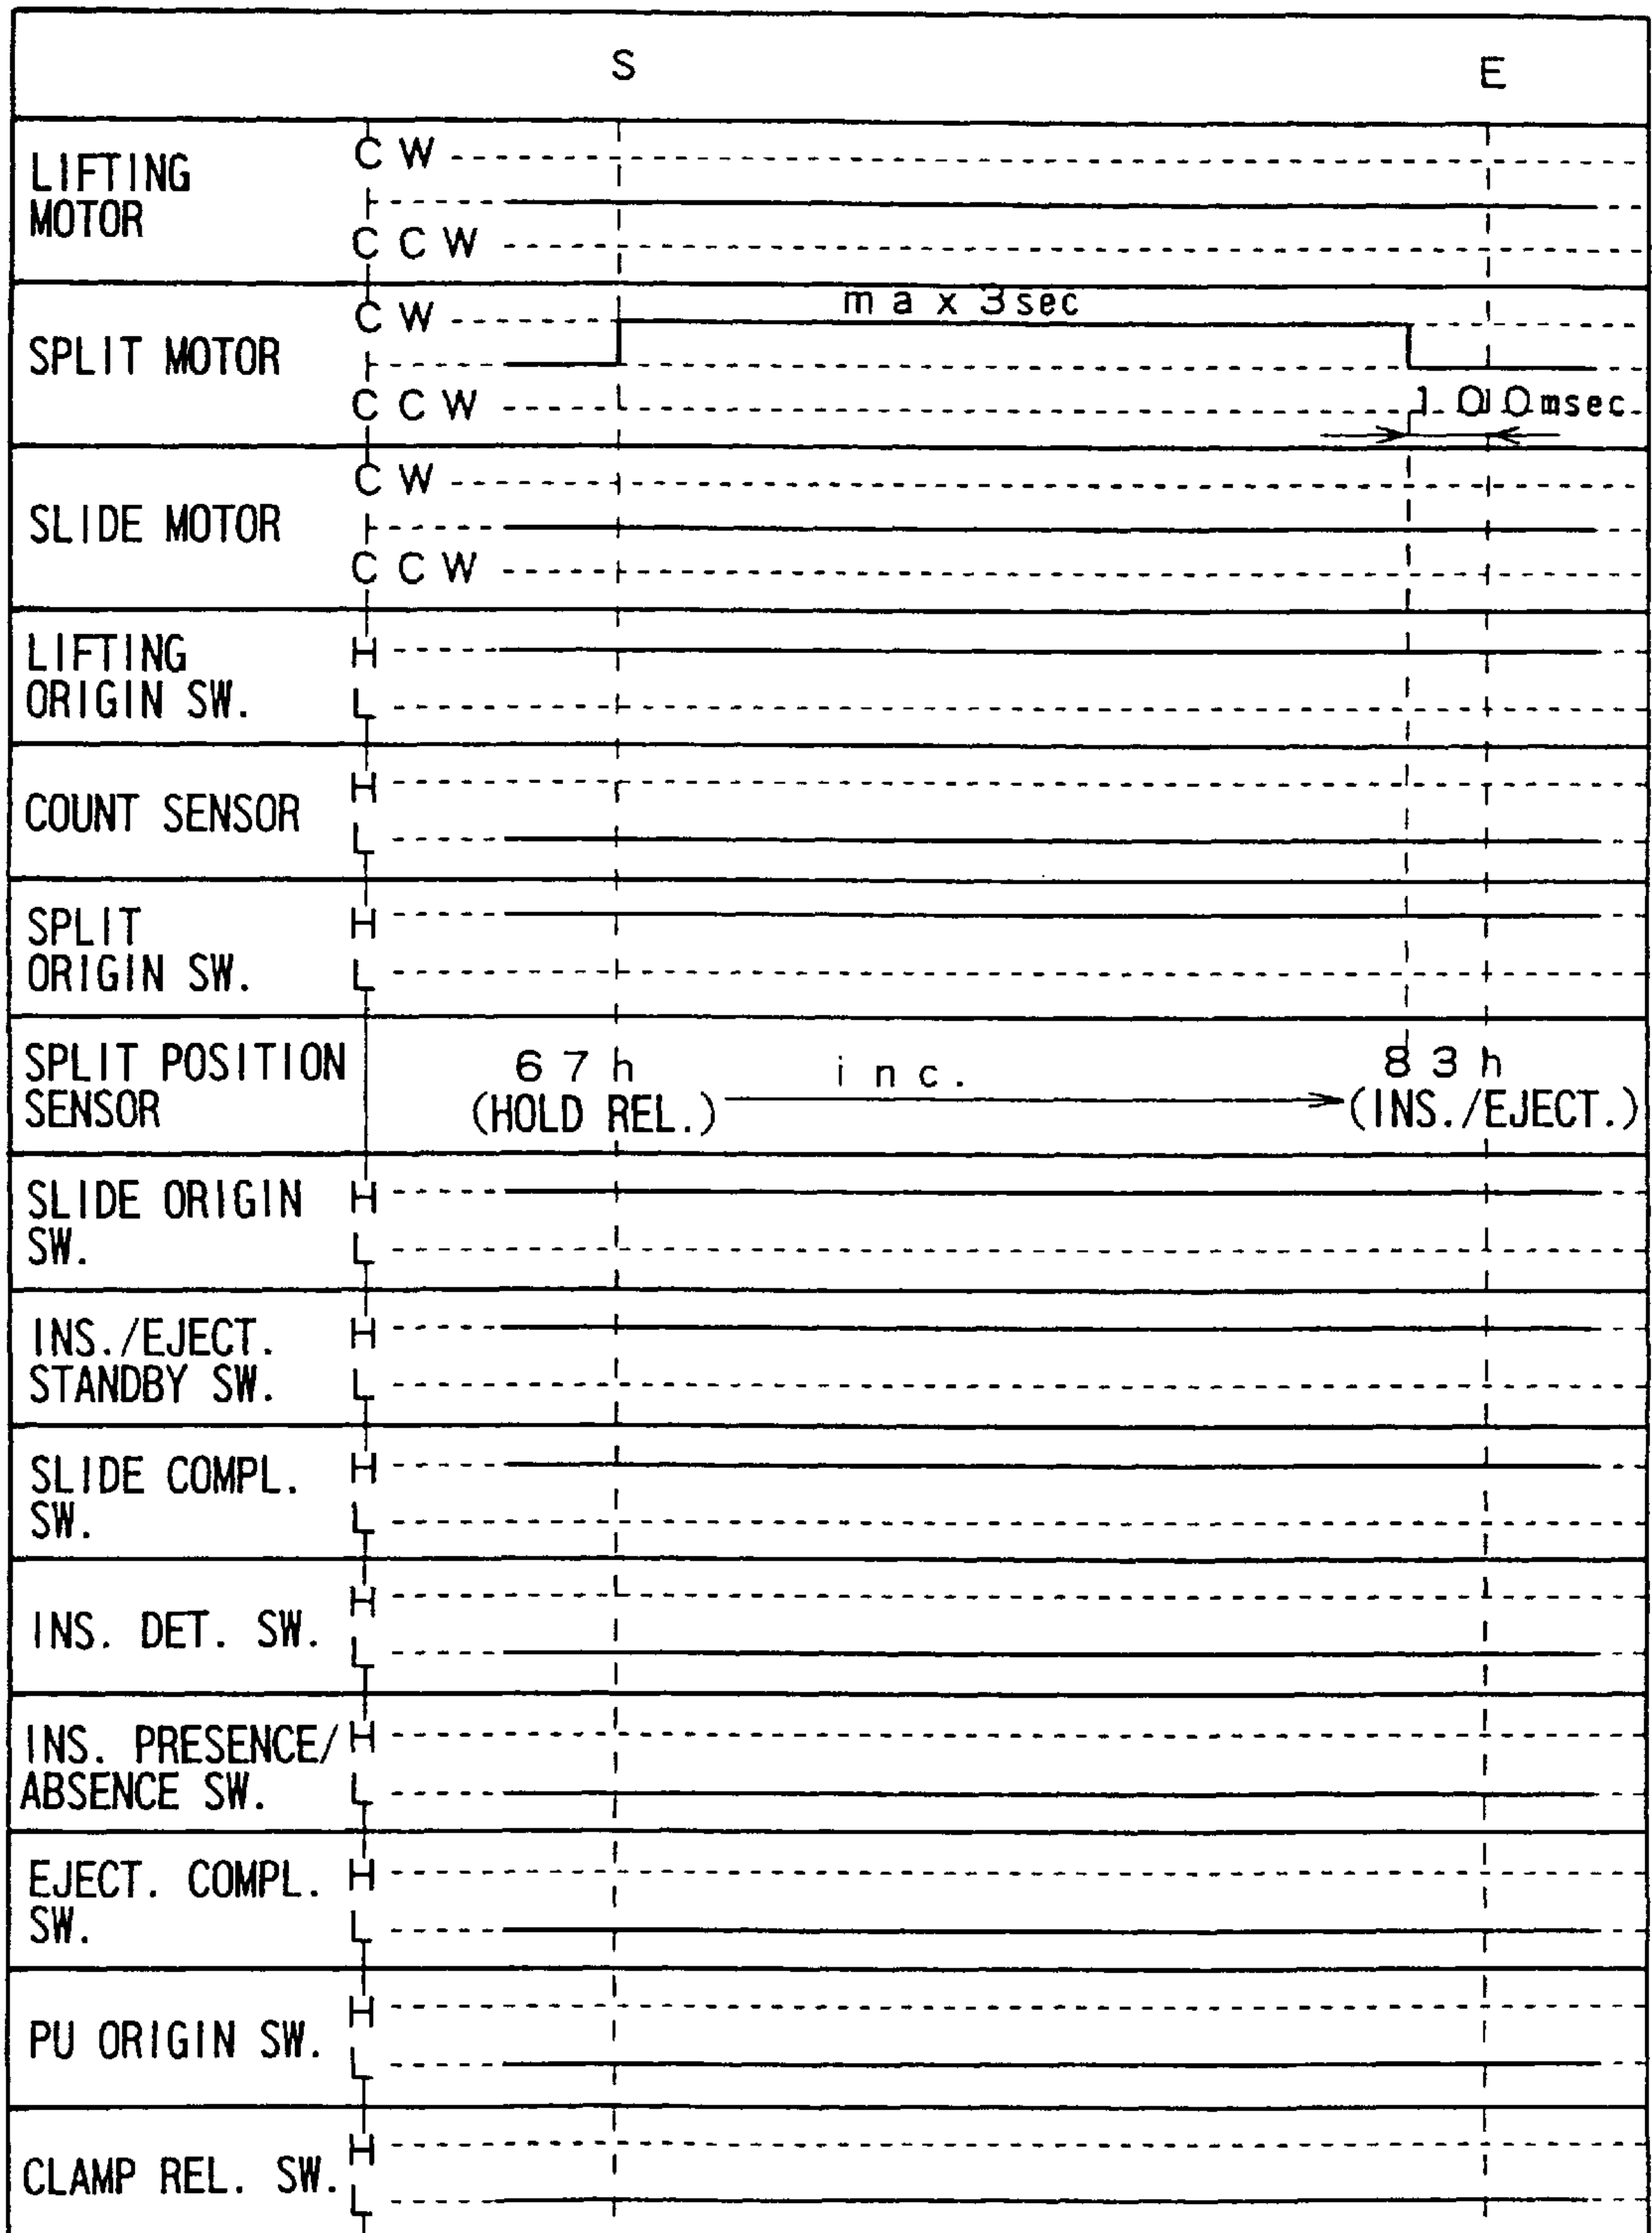 S E
LIFTING
MOTOR
CW
CCW
SPLIT MOTOR
CW
max 3sec
CCW
100msec
SLIDE MOTOR
CW
CCW
LIFTING
ORIGIN SW.
H
L
COUNT SENSOR
H
L
SPLIT
ORIGIN SW.
H
L
SPLIT POSITION
SENSOR
67h
(HOLD REL.)
inc.
83h
(INS./EJECT.)
SLIDE ORIGIN
SW.
H
L
INS./EJECT.
STANDBY SW.
H
L
SLIDE COMPL.
SW.
H
L
INS. DET. SW.
H
L
INS. PRESENCE/
ABSENCE SW.
H
L
EJECT. COMPL.
SW.
H
L
PU ORIGIN SW.
H
L
CLAMP REL. SW.
H
L